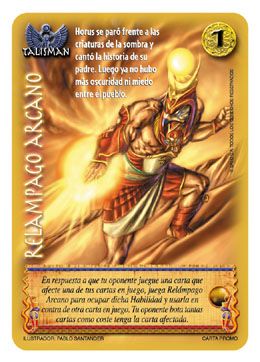 TALISMAN
Horus se paró frente a las
criaturas de la sombra y
cantó la historia de su
padre. Luego ya no hubo
más oscuridad ni miedo
entre el pueblo.
1
RELAMPAGO ARCANO
En respuesta a que tu oponente juegue una carta que
afecte una de tus cartas en juego, juega Relámpago
Arcano para ocupar dicha Habilidad y usarla en
contra de otra carta en juego. Tu oponente bota tantas
cartas como coste tenga la carta afectada.
ILUSTRADOR: PABLO SANTANDER
CARTA PROMO